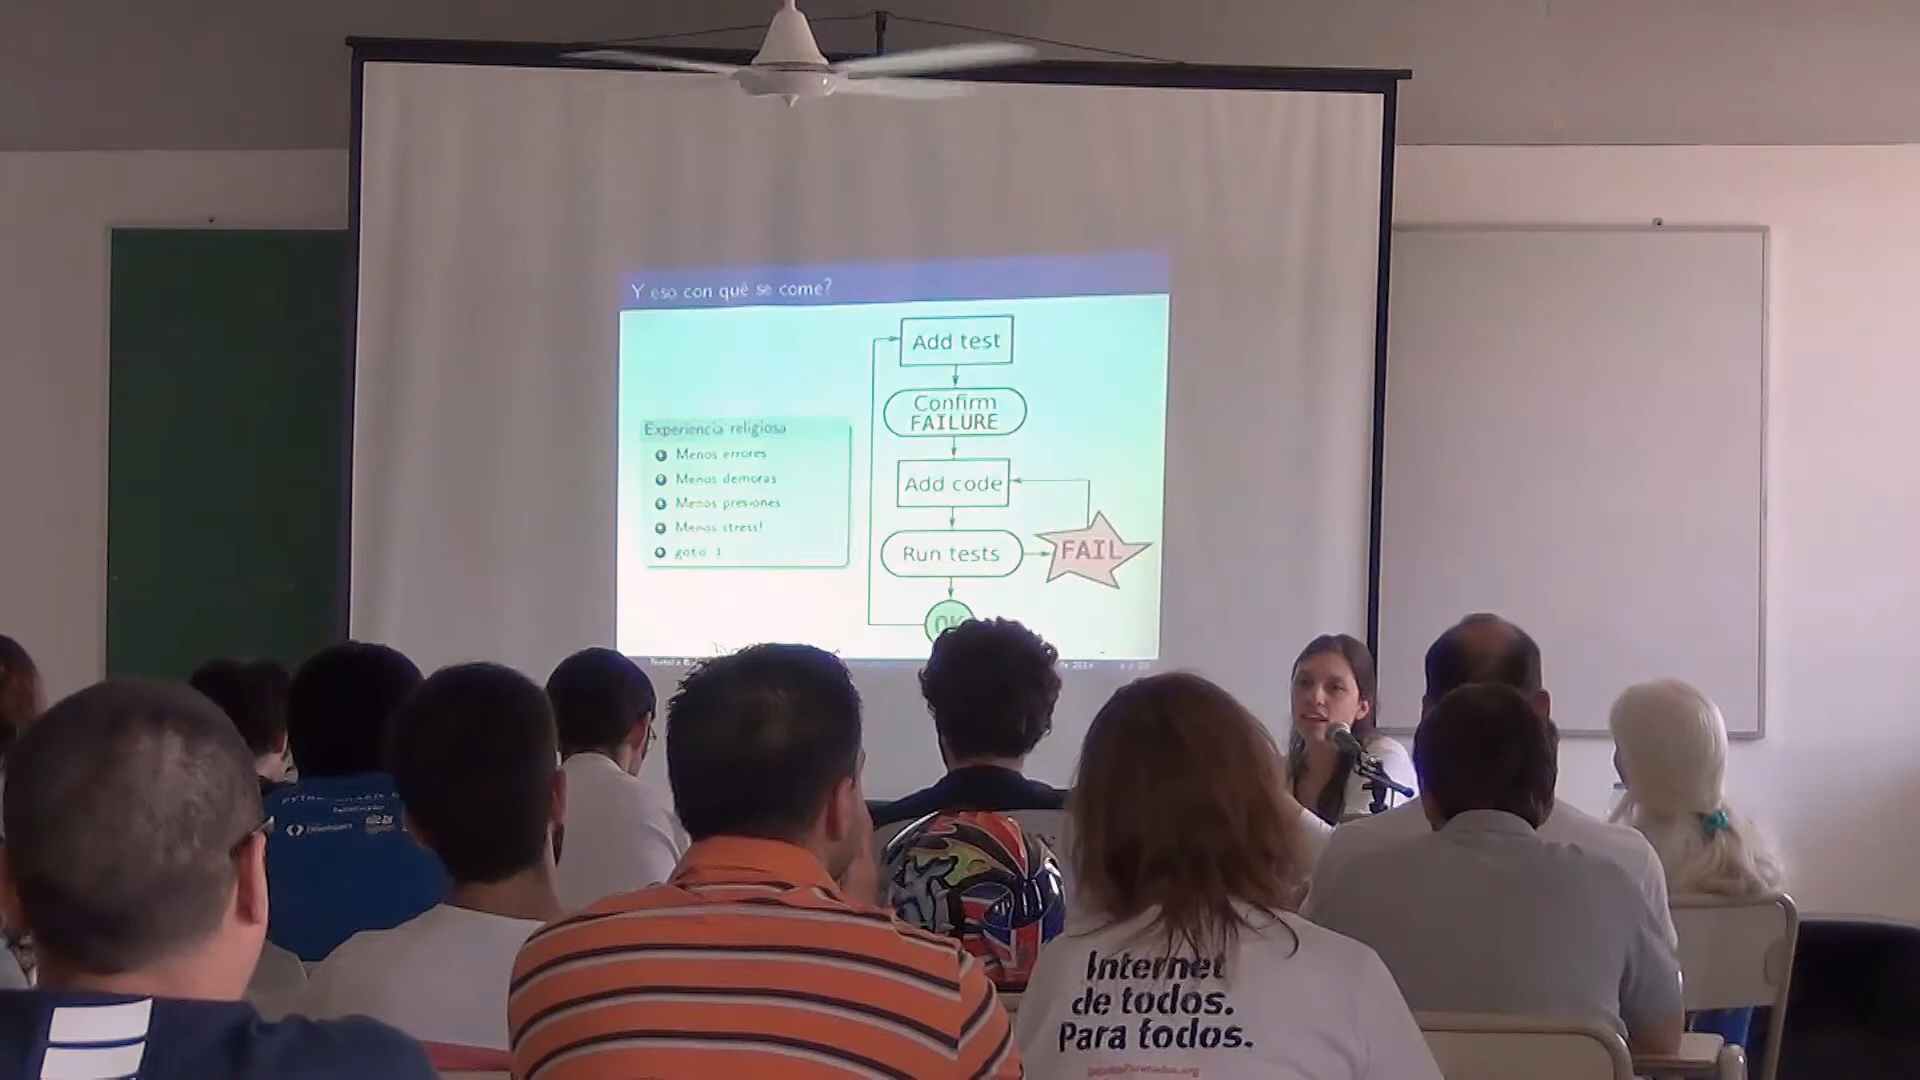 Y eso con qué se come?
Experiencia religiosa
Menos errores
Menos demoras
Menos presiones
Menos stress!
goto 1
Add test
Confirm
FAILURE
Add code
Run tests
FAIL
OK
Internet
de todos.
Para todos.